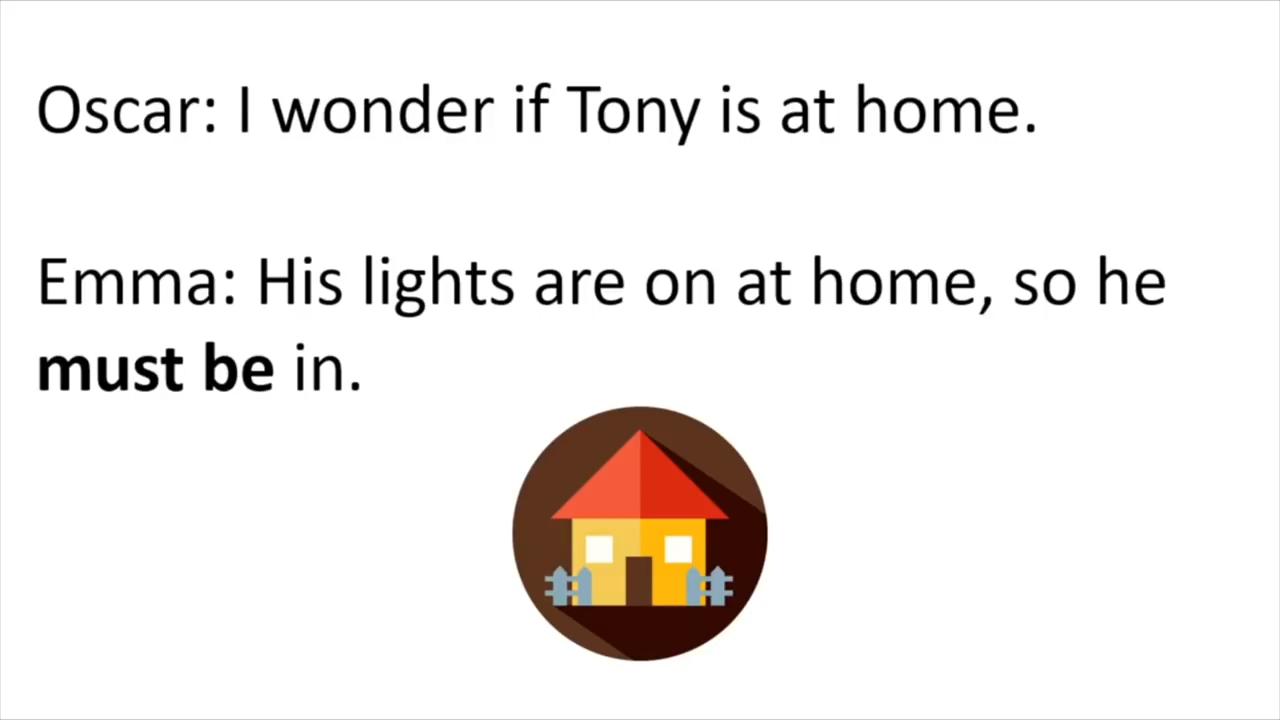 Oscar: I wonder if Tony is at home.
Emma: His lights are on at home, so he
must be in.